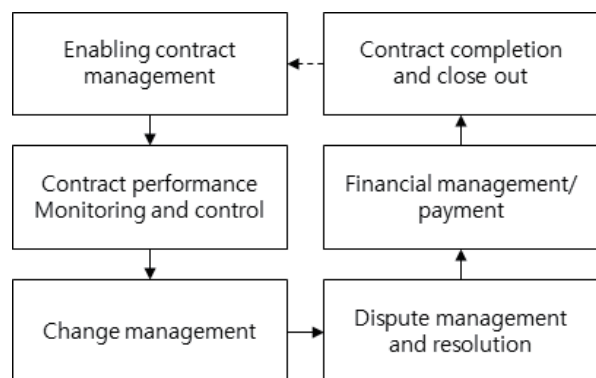 Enabling contract
management
Contract completion
and close out
Contract performance
Monitoring and control
Financial management/
payment
Change management
Dispute management
and resolution